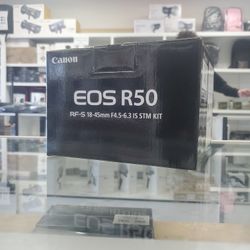 Canon
EOS R50
RF-S 18-45mm F4.5-6.3 IS STM KIT